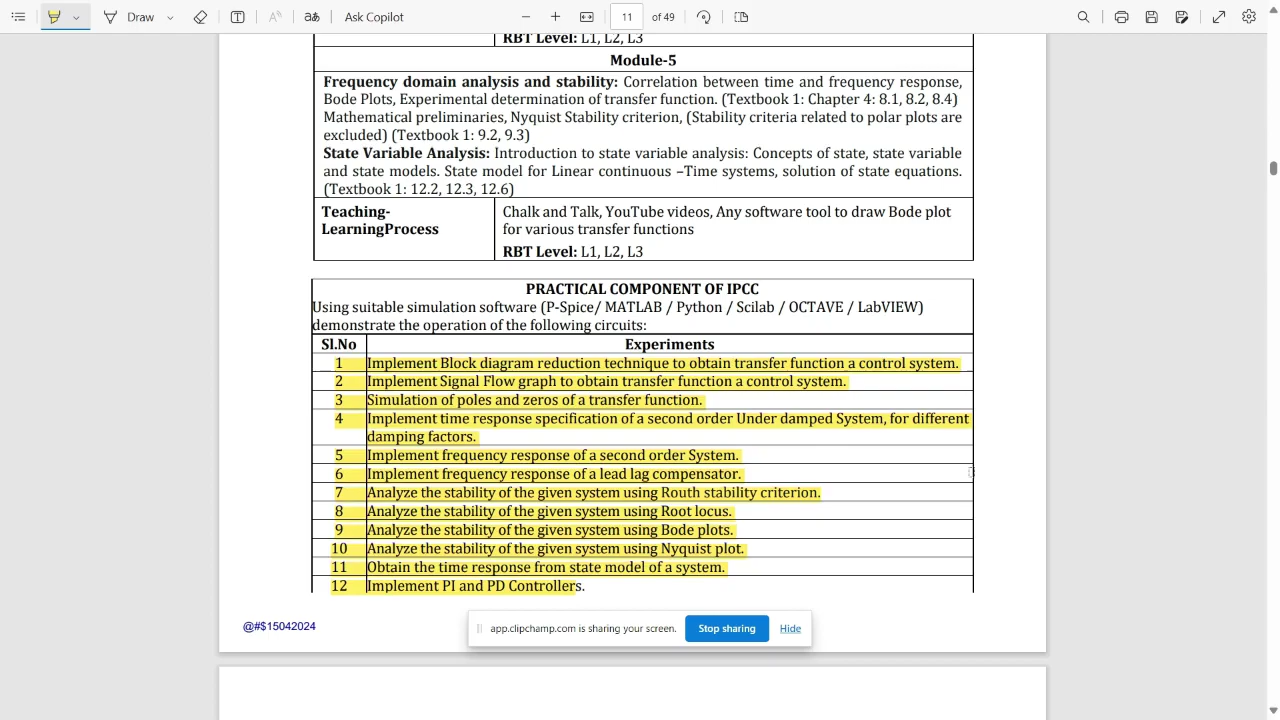 Draw
Ask Copilot
11 of 49
RBT Level: L1, L2, L3
Module-5
Frequency domain analysis and stability: Correlation between time and frequency response,
Bode Plots, Experimental determination of transfer function. (Textbook 1: Chapter 4: 8.1, 8.2, 8.4)
Mathematical preliminaries, Nyquist Stability criterion, (Stability criteria related to polar plots are
excluded) (Textbook 1: 9.2, 9.3)
State Variable Analysis: Introduction to state variable analysis: Concepts of state, state variable
and state models. State model for Linear continuous –Time systems, solution of state equations.
(Textbook 1: 12.2, 12.3, 12.6)
Teaching-
LearningProcess
Chalk and Talk, YouTube videos, Any software tool to draw Bode plot
for various transfer functions
RBT Level: L1, L2, L3
PRACTICAL COMPONENT OF IPCC
Using suitable simulation software (P-Spice/ MATLAB / Python / Scilab / OCTAVE / LabVIEW)
demonstrate the operation of the following circuits:
Sl.No Experiments
1 Implement Block diagram reduction technique to obtain transfer function a control system.
2 Implement Signal Flow graph to obtain transfer function a control system.
3 Simulation of poles and zeros of a transfer function.
4 Implement time response specification of a second order Under damped System, for different
damping factors.
5 Implement frequency response of a second order System.
6 Implement frequency response of a lead lag compensator.
7 Analyze the stability of the given system using Routh stability criterion.
8 Analyze the stability of the given system using Root locus.
9 Analyze the stability of the given system using Bode plots.
10 Analyze the stability of the given system using Nyquist plot.
11 Obtain the time response from state model of a system.
12 Implement PI and PD Controllers.
@#$15042024
app.clipchamp.com is sharing your screen. Stop sharing Hide